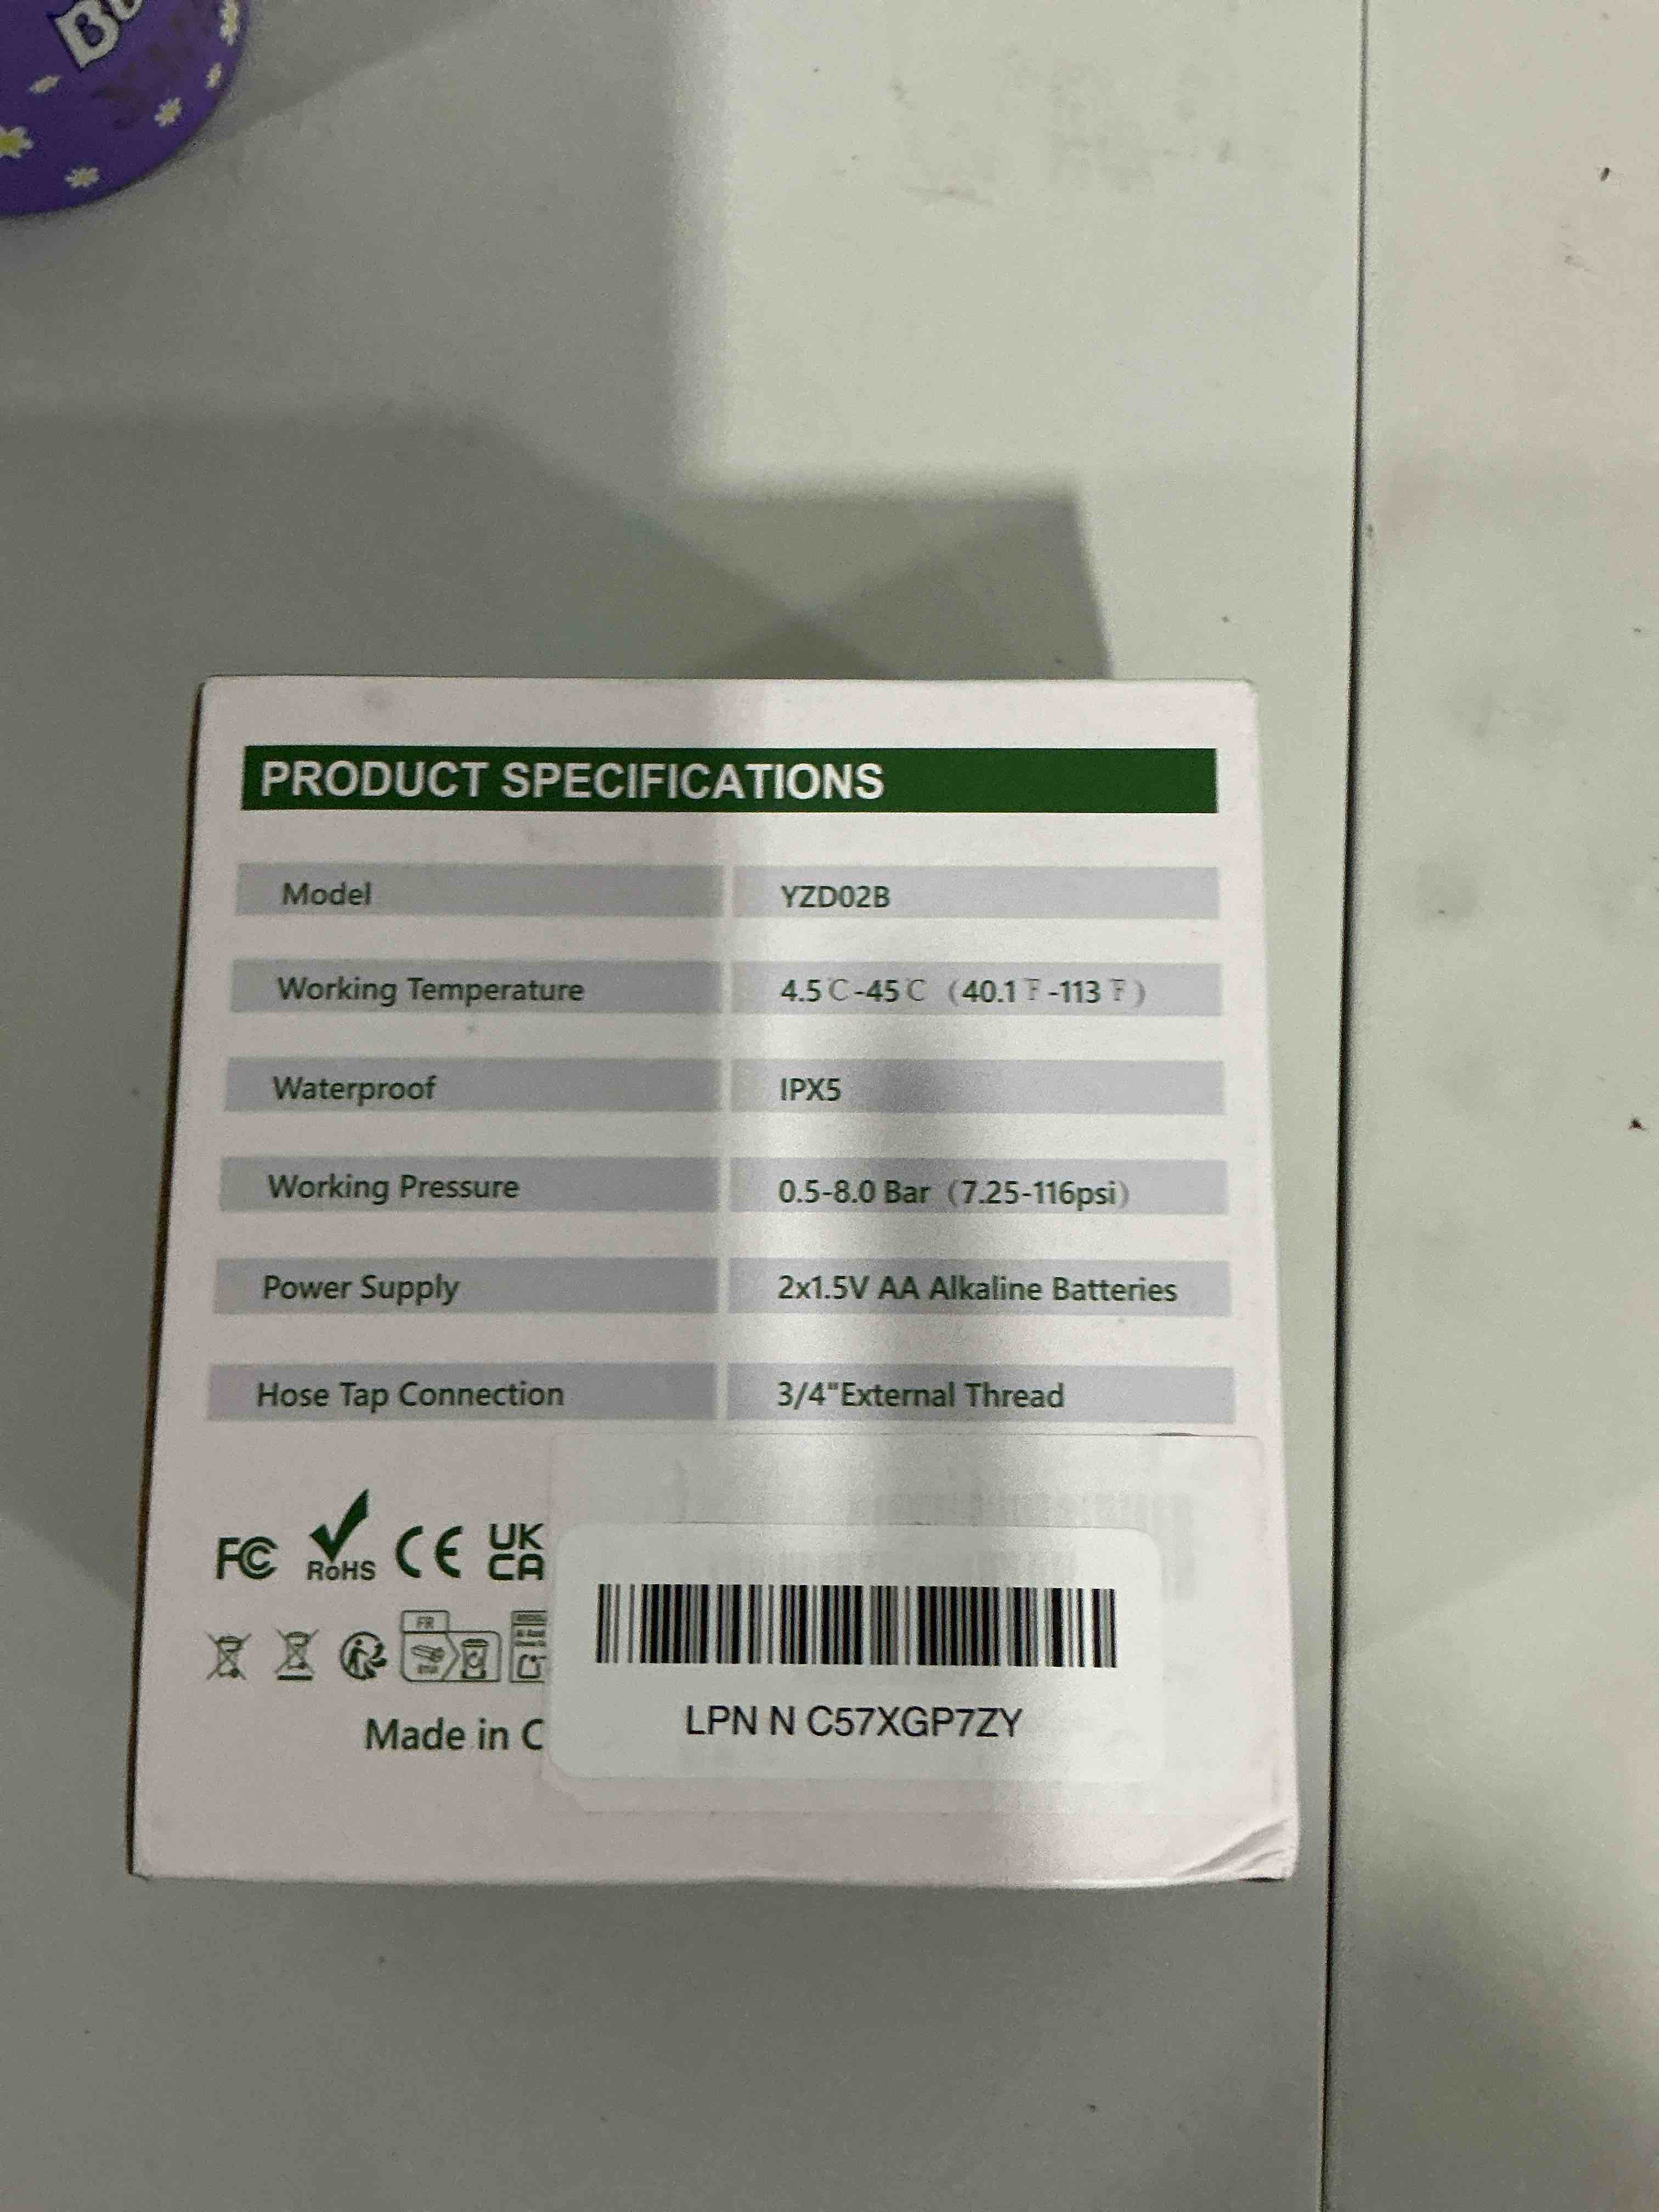 PRODUCT SPECIFICATIONS
Model YZD02B
Working Temperature 4.5℃-45℃ (40.1℉-113℉)
Waterproof IPX5
Working Pressure 0.5-8.0 Bar (7.25-116psi)
Power Supply 2x1.5V AA Alkaline Batteries
Hose Tap Connection 3/4"External Thread
FC RoHS CE UK CA
FR
Made in C
LPN N C57XGP7ZY